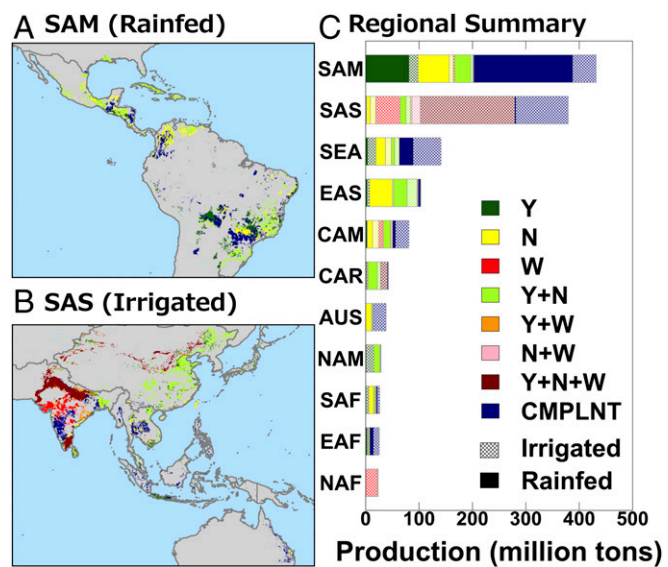 A SAM (Rainfed)
B SAS (Irrigated)
C Regional Summary
SAM
SAS
SEA
EAS
CAM
CAR
AUS
NAM
SAF
EAF
NAF
Y
N
W
Y+N
Y+W
N+W
Y+N+W
CMPLNT
Irrigated
Rainfed
0 100 200 300 400 500
Production (million tons)